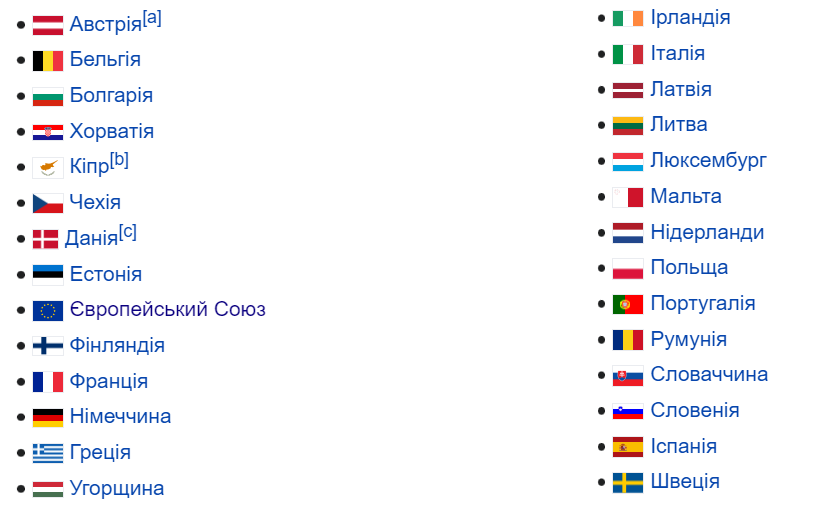 Австрія[a]
Бельгія
Болгарія
Хорватія
Кіпр[b]
Чехія
Данія[c]
Естонія
Європейський Союз
Фінляндія
Франція
Німеччина
Греція
Угорщина
Ірландія
Італія
Латвія
Литва
Люксембург
Мальта
Нідерланди
Польща
Португалія
Румунія
Словаччина
Словенія
Іспанія
Швеція